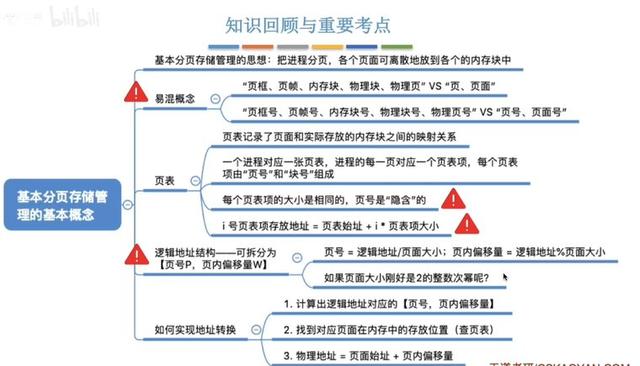 bilibili
知识回顾与重要考点
基本分页存储管理的思想：把进程分页，各个页面可离散地放到各个的内存块中
易混概念
“页框、页帧、内存块、物理块、物理页” VS “页、页面”
“页框号、页帧号、内存块号、物理块号、物理页号” VS “页号、页面号”
页表记录了页面和实际存放的内存块之间的映射关系
一个进程对应一张页表，进程的每一页对应一个页表项，每个页表
项由“页号”和“块号”组成
页表
每个页表项的大小是相同的，页号是“隐含”的
i 号页表项存放地址 = 页表始址 + i * 页表项大小
基本分页存储管
理的基本概念
逻辑地址结构——可拆分为
【页号P，页内偏移量W】
页号 = 逻辑地址/页面大小；页内偏移量 = 逻辑地址%页面大小
如果页面大小刚好是2的整数次幂呢？
如何实现地址转换
1. 计算出逻辑地址对应的【页号，页内偏移量】
2. 找到对应页面在内存中的存放位置（查页表）
3. 物理地址 = 页面始址 + 页内偏移量